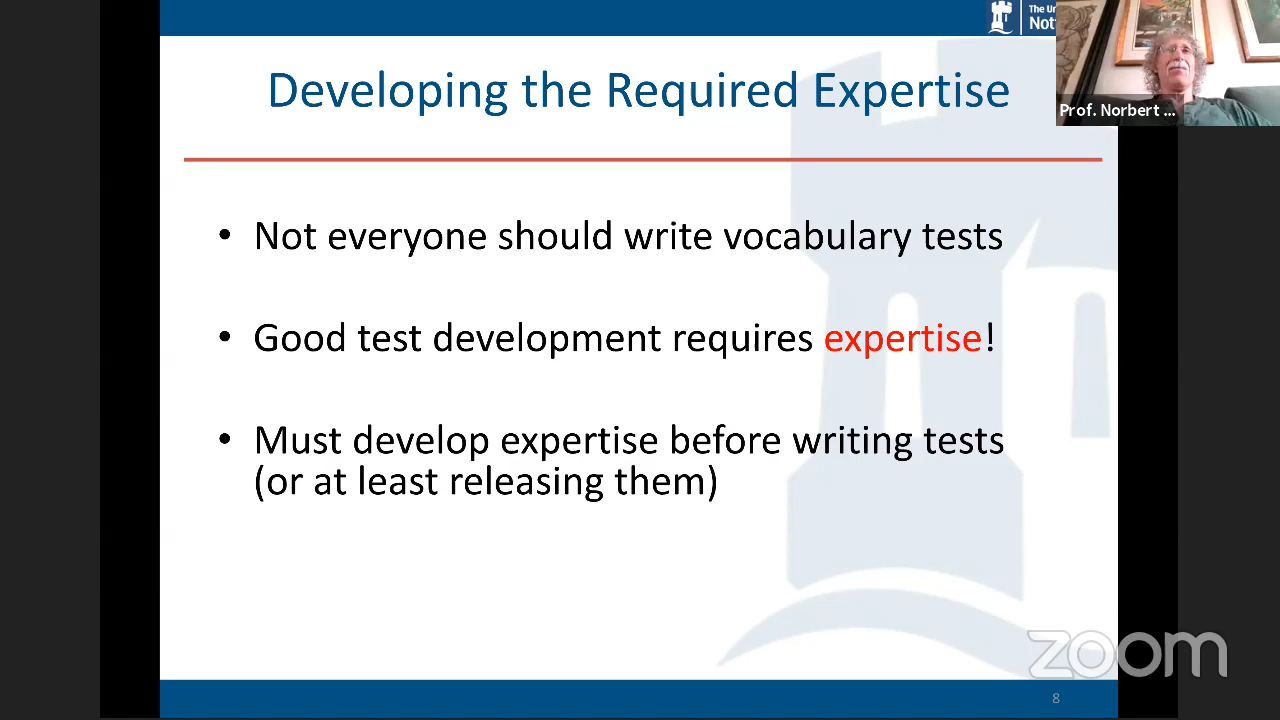 The Un
Nott
Developing the Required Expertise
Prof. Norbert ...
• Not everyone should write vocabulary tests
• Good test development requires expertise!
• Must develop expertise before writing tests
(or at least releasing them)
zoom
8